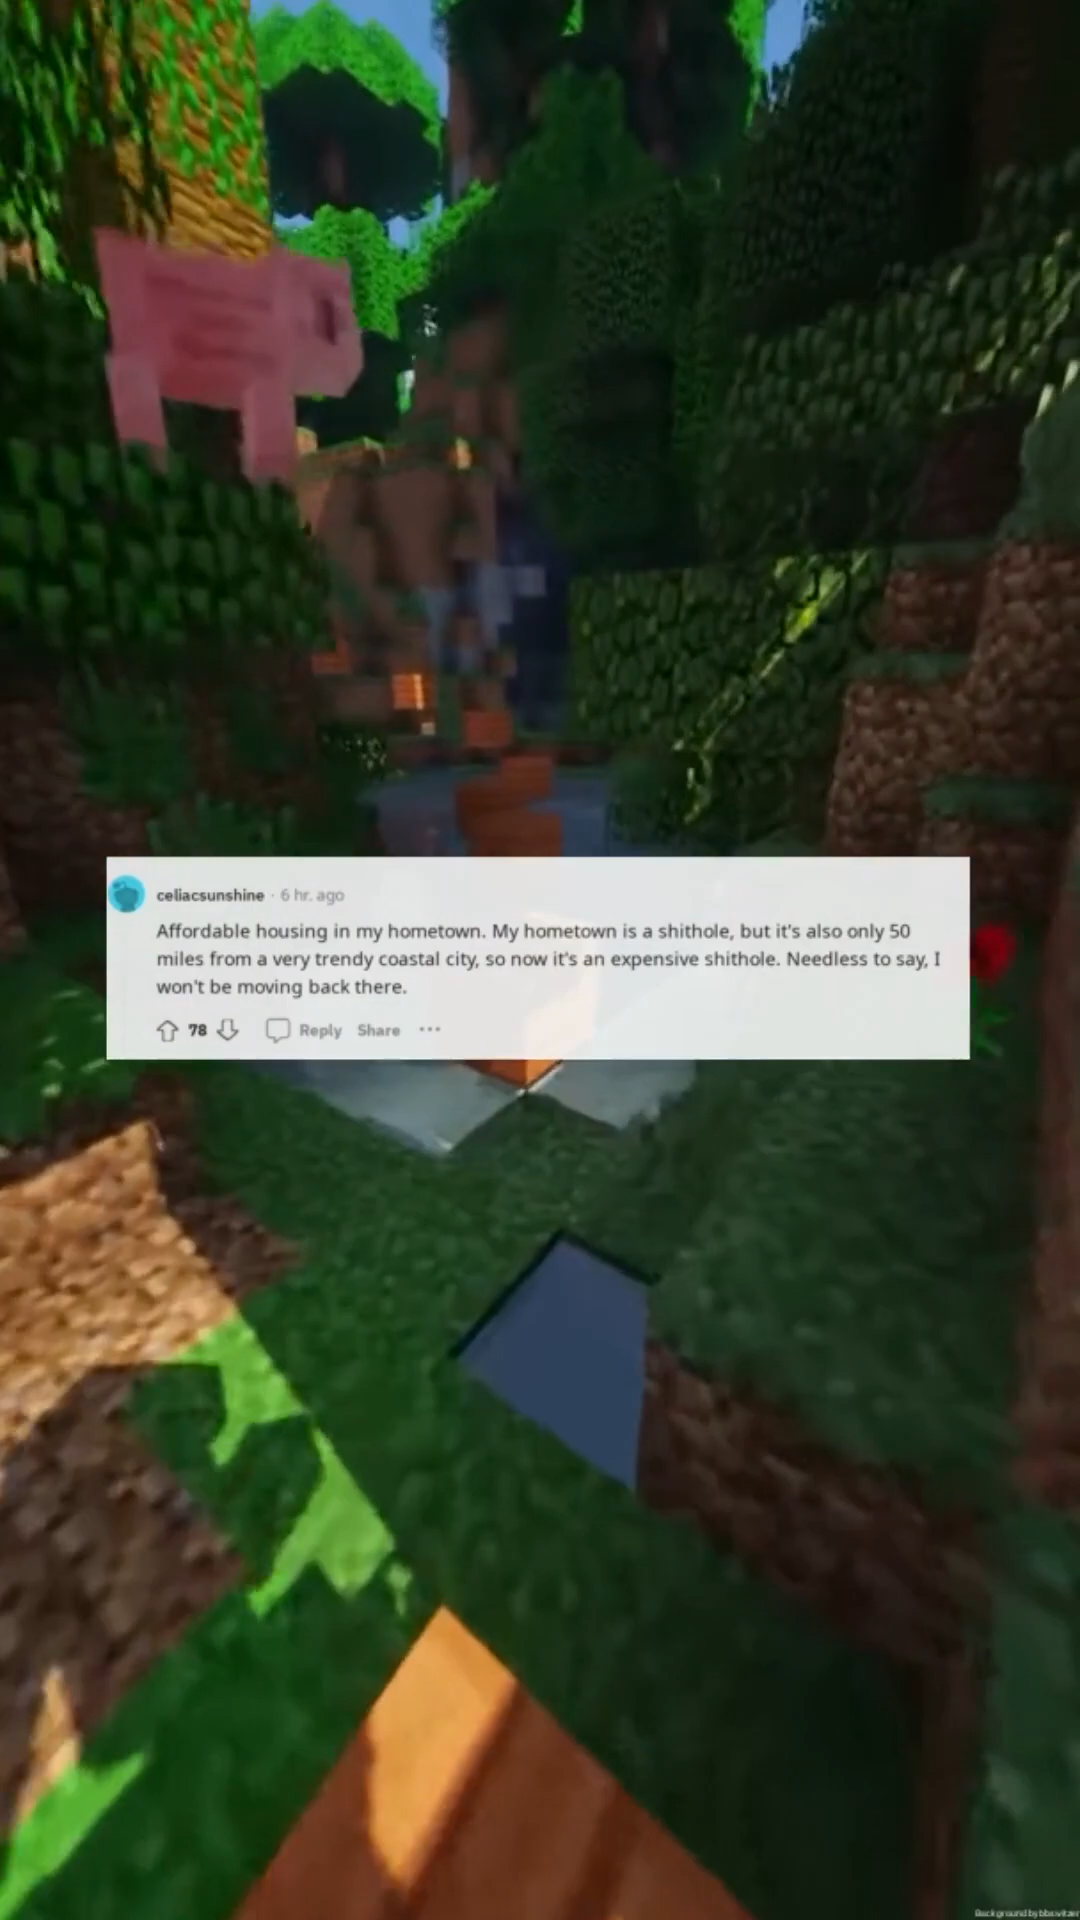 celiacsunshine · 6 hr. ago
Affordable housing in my hometown. My hometown is a shithole, but it's also only 50
miles from a very trendy coastal city, so now it's an expensive shithole. Needless to say, I
won't be moving back there.
78 Reply Share ···
Background by